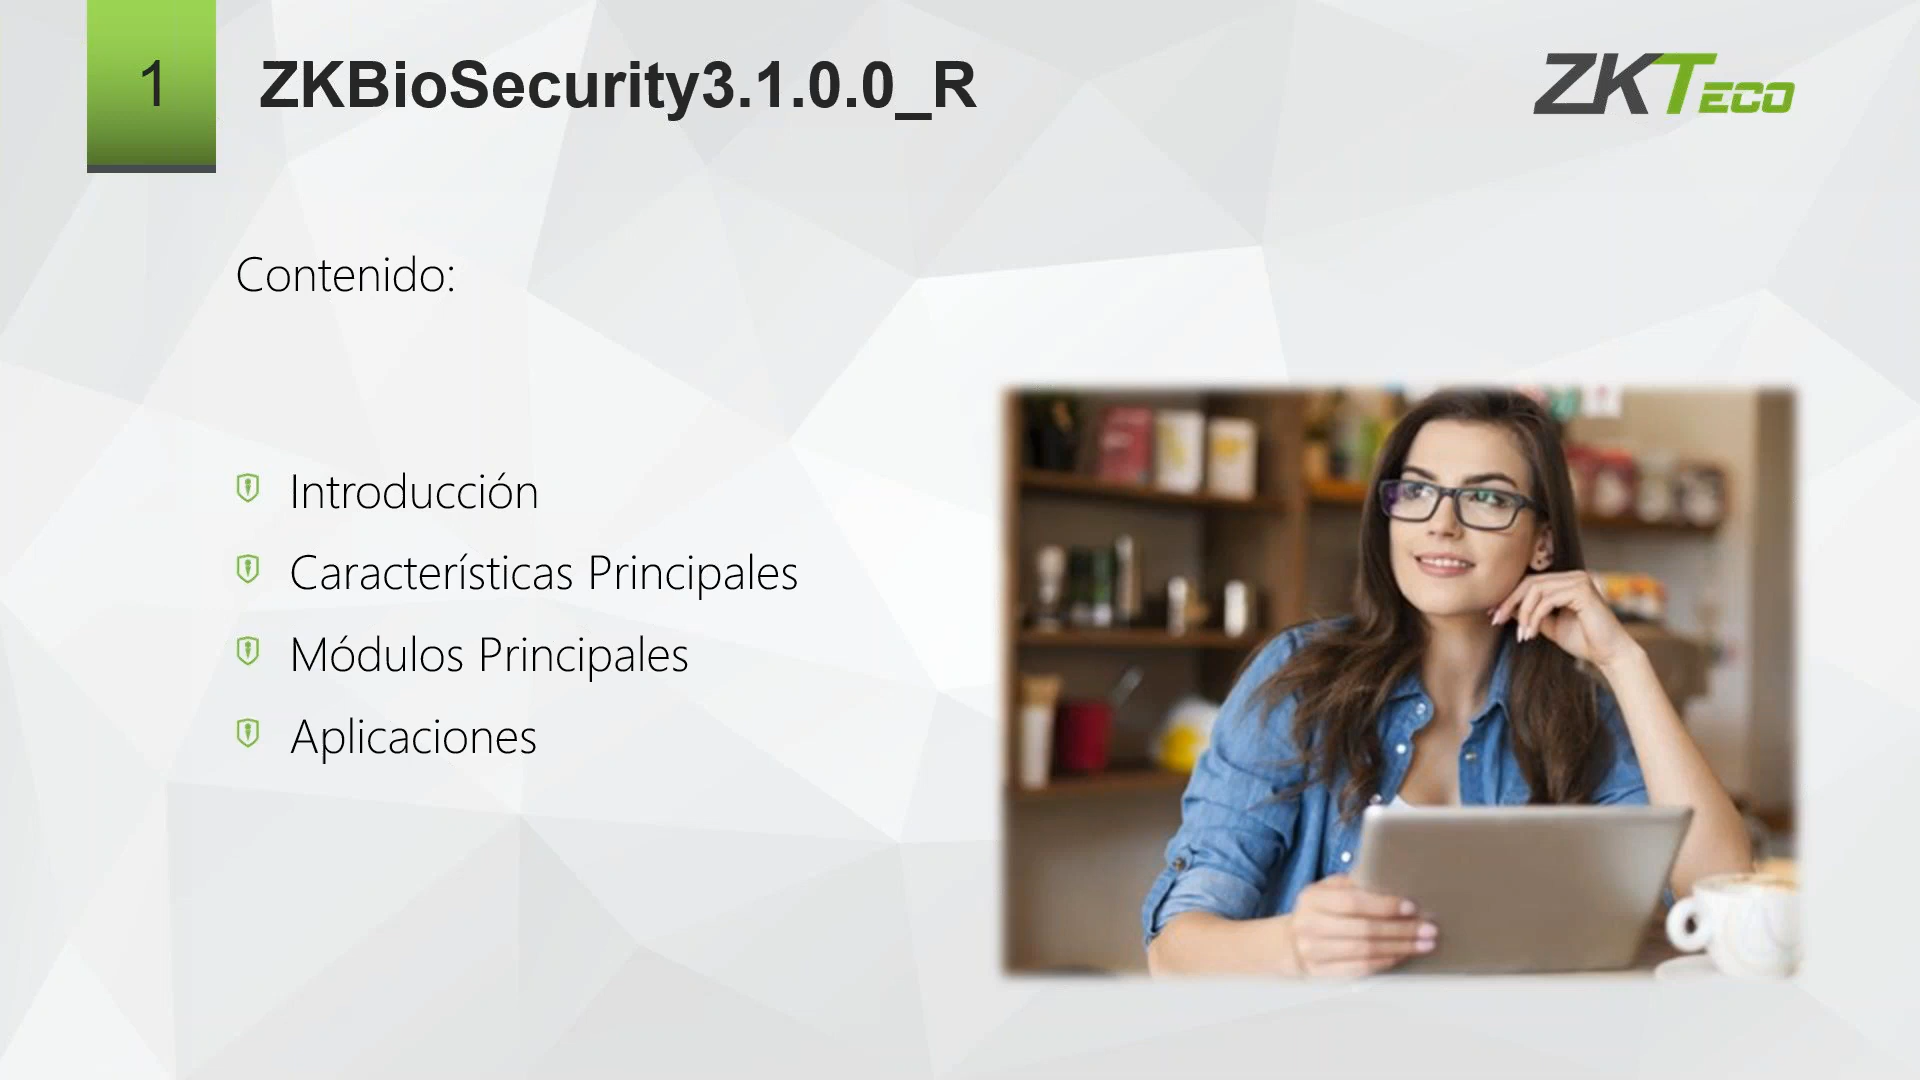 1
ZKBioSecurity3.1.0.0_R
ZKTECO
Contenido:
Introducción
Características Principales
Módulos Principales
Aplicaciones